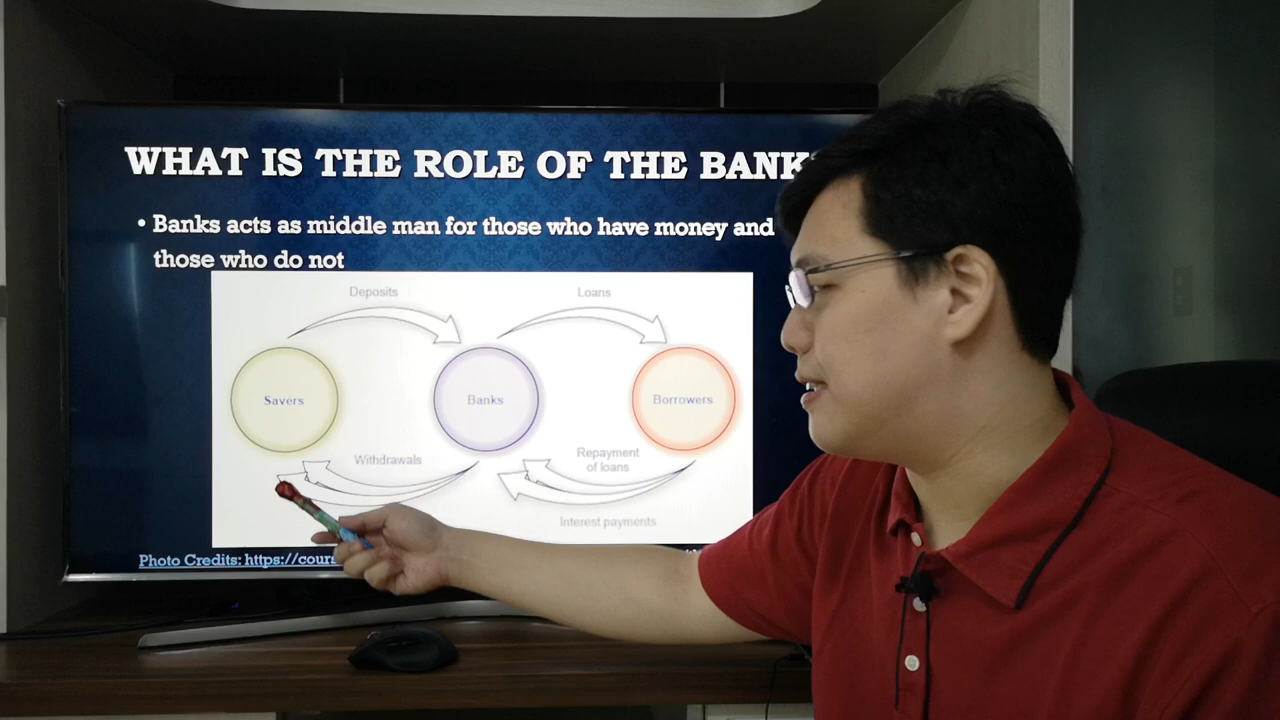 WHAT IS THE ROLE OF THE BANK
• Banks acts as middle man for those who have money and
those who do not
Deposits
Loans
Savers
Banks
Borrowers
Withdrawals
Repayment
of loans
Interest payments
Photo Credits: https://cours